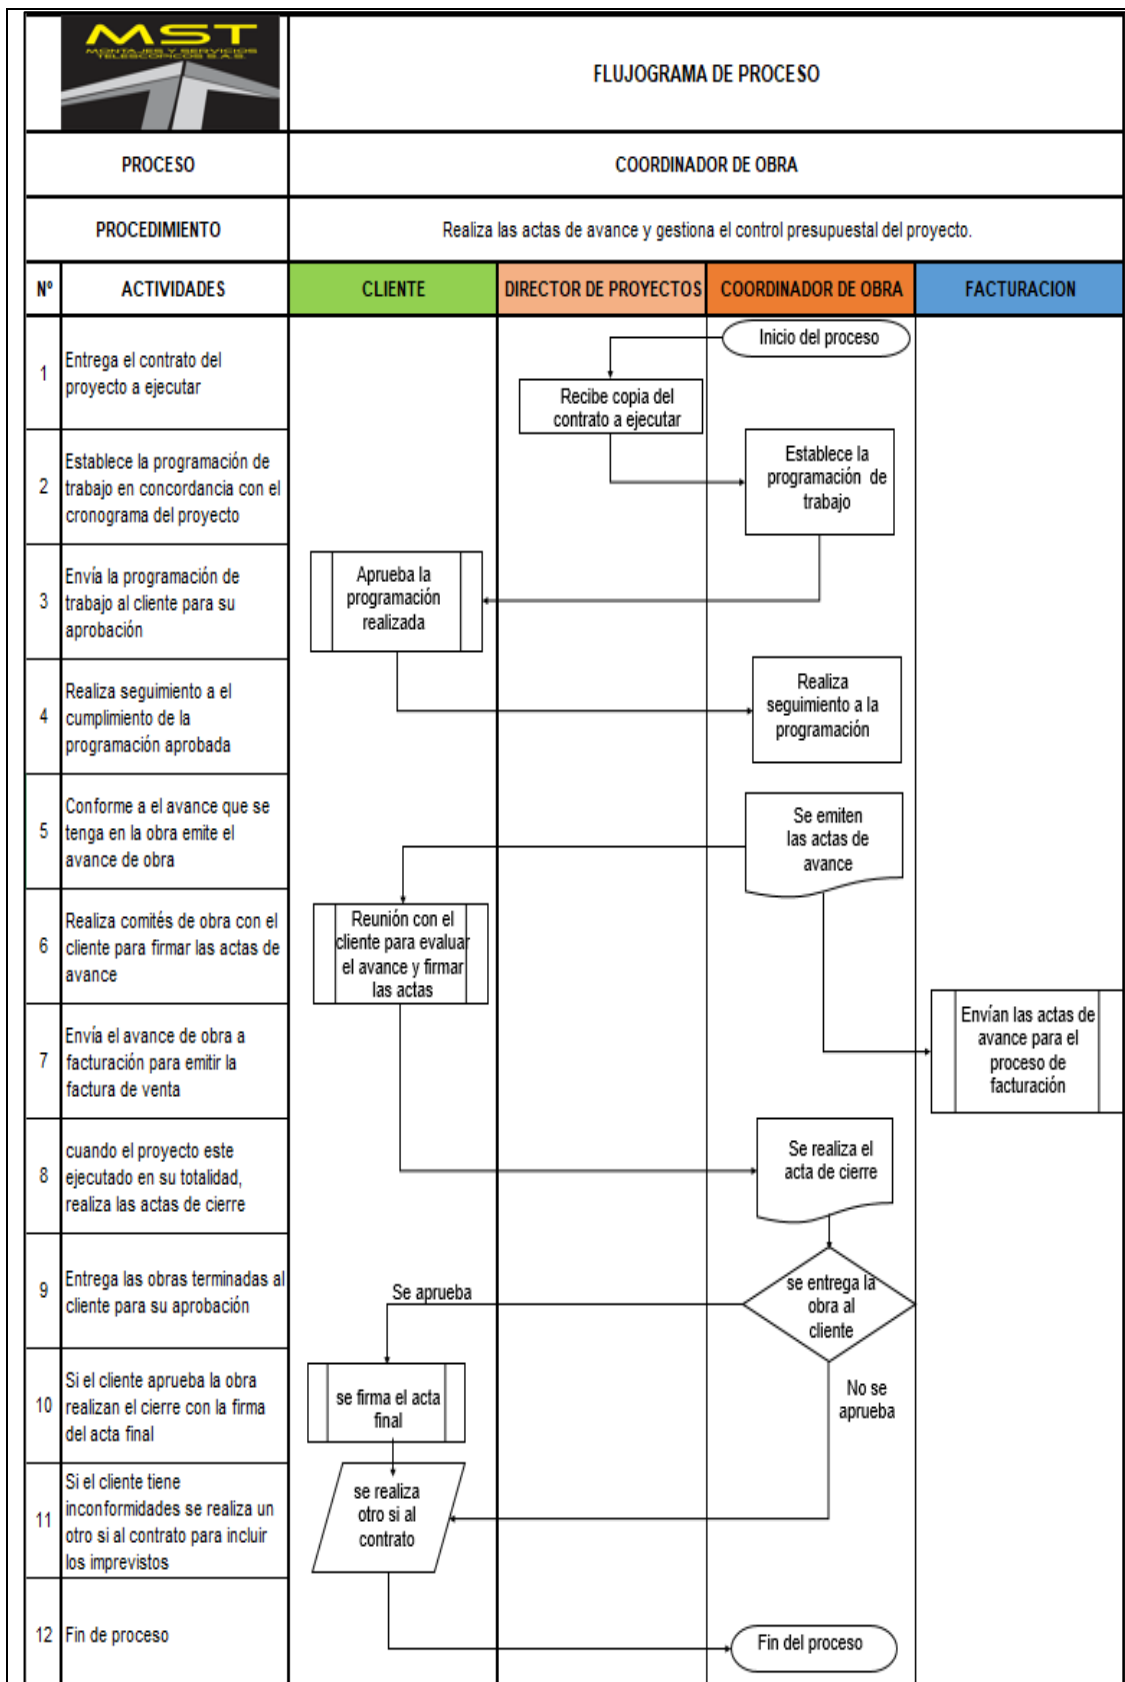 MST
MONTAJES Y SERVICIOS
TELESCOPICOS S.A.S.
FLUJOGRAMA DE PROCESO
PROCESO
COORDINADOR DE OBRA
PROCEDIMIENTO
Realiza las actas de avance y gestiona el control presupuestal del proyecto.
Nº
ACTIVIDADES
CLIENTE
DIRECTOR DE PROYECTOS
COORDINADOR DE OBRA
FACTURACION
1
Entrega el contrato del
proyecto a ejecutar
Inicio del proceso
Recibe copia del
contrato a ejecutar
2
Establece la programación de
trabajo en concordancia con el
cronograma del proyecto
Establece la
programación de
trabajo
3
Envía la programación de
trabajo al cliente para su
aprobación
Aprueba la
programación
realizada
4
Realiza seguimiento a el
cumplimiento de la
programación aprobada
Realiza
seguimiento a la
programación
5
Conforme a el avance que se
tenga en la obra emite el
avance de obra
Se emiten
las actas de
avance
6
Realiza comités de obra con el
cliente para firmar las actas de
avance
Reunión con el
cliente para evaluar
el avance y firmar
las actas
7
Envía el avance de obra a
facturación para emitir la
factura de venta
Envían las actas de
avance para el
proceso de
facturación
8
cuando el proyecto este
ejecutado en su totalidad,
realiza las actas de cierre
Se realiza el
acta de cierre
9
Entrega las obras terminadas al
cliente para su aprobación
Se aprueba
se entrega la
obra al
cliente
10
Si el cliente aprueba la obra
realizan el cierre con la firma
del acta final
se firma el acta
final
No se
aprueba
11
Si el cliente tiene
inconformidades se realiza un
otro si al contrato para incluir
los imprevistos
se realiza
otro si al
contrato
12
Fin de proceso
Fin del proceso